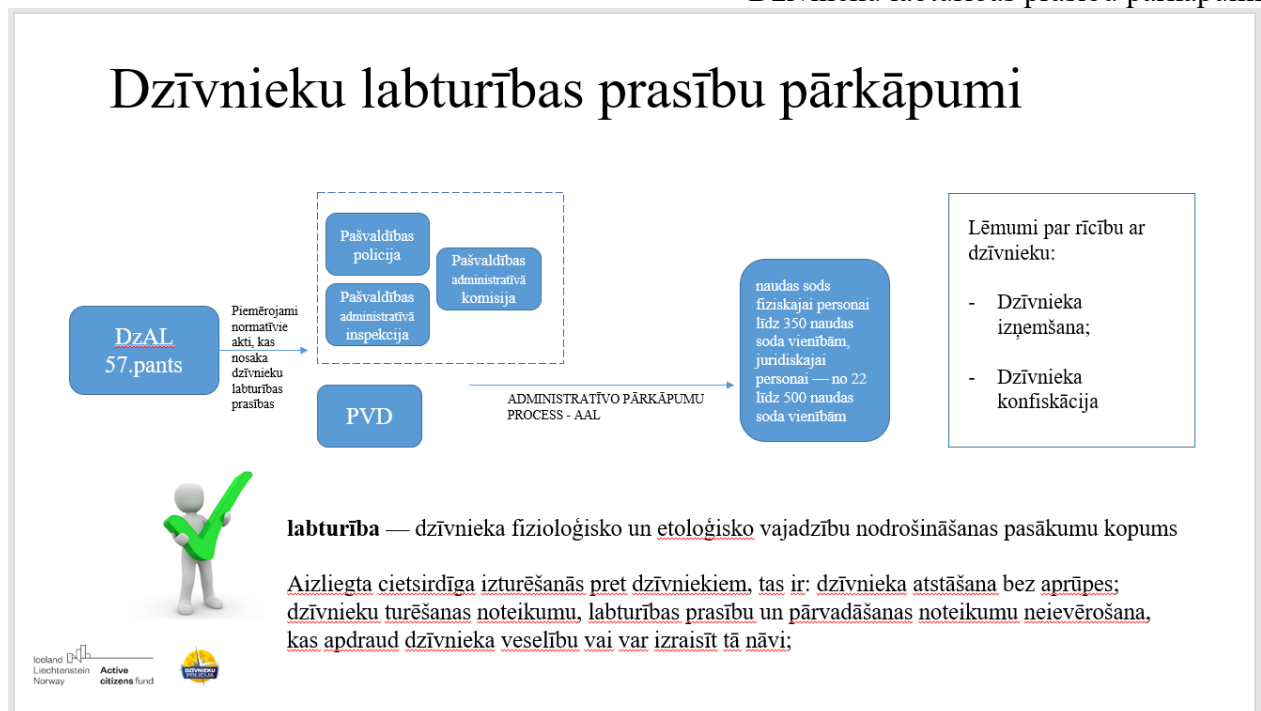 Dzīvnieku labturības prasību pārkāpumi
DzAL
57.pants
Piemērojami
normatīvie
akti, kas
nosaka
dzīvnieku
labturības
prasības
Pašvaldības
policija
Pašvaldības
administratīvā
inspekcija
Pašvaldības
administratīvā
komisija
PVD
ADMINISTRATĪVO PĀRKĀPUMU
PROCESS - AAL
naudas sods
fiziskajai personai
līdz 350 naudas
soda vienībām,
juridiskajai
personai — no 22
līdz 500 naudas
soda vienībām
Lēmumi par rīcību ar
dzīvnieku:
- Dzīvnieka
izņemšana;
- Dzīvnieka
konfiskācija
labturība — dzīvnieka fizioloģisko un etoloģisko vajadzību nodrošināšanas pasākumu kopums
Aizliegta cietsirdīga izturēšanās pret dzīvniekiem, tas ir: dzīvnieka atstāšana bez aprūpes;
dzīvnieku turēšanas noteikumu, labturības prasību un pārvadāšanas noteikumu neievērošana,
kas apdraud dzīvnieka veselību vai var izraisīt tā nāvi;
Iceland
Liechtenstein
Norway
Active
citizens fund
DZĪVNIEKU
POLICIJA